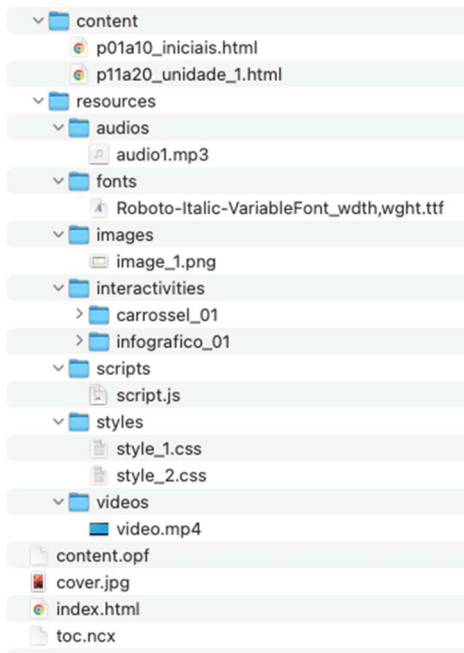 content
p01a10_iniciais.html
p11a20_unidade_1.html
resources
audios
audio1.mp3
fonts
Roboto-Italic-VariableFont_wdth,wght.ttf
images
image_1.png
interactivities
carrossel_01
infografico_01
scripts
script.js
styles
style_1.css
style_2.css
videos
video.mp4
content.opf
cover.jpg
index.html
toc.ncx